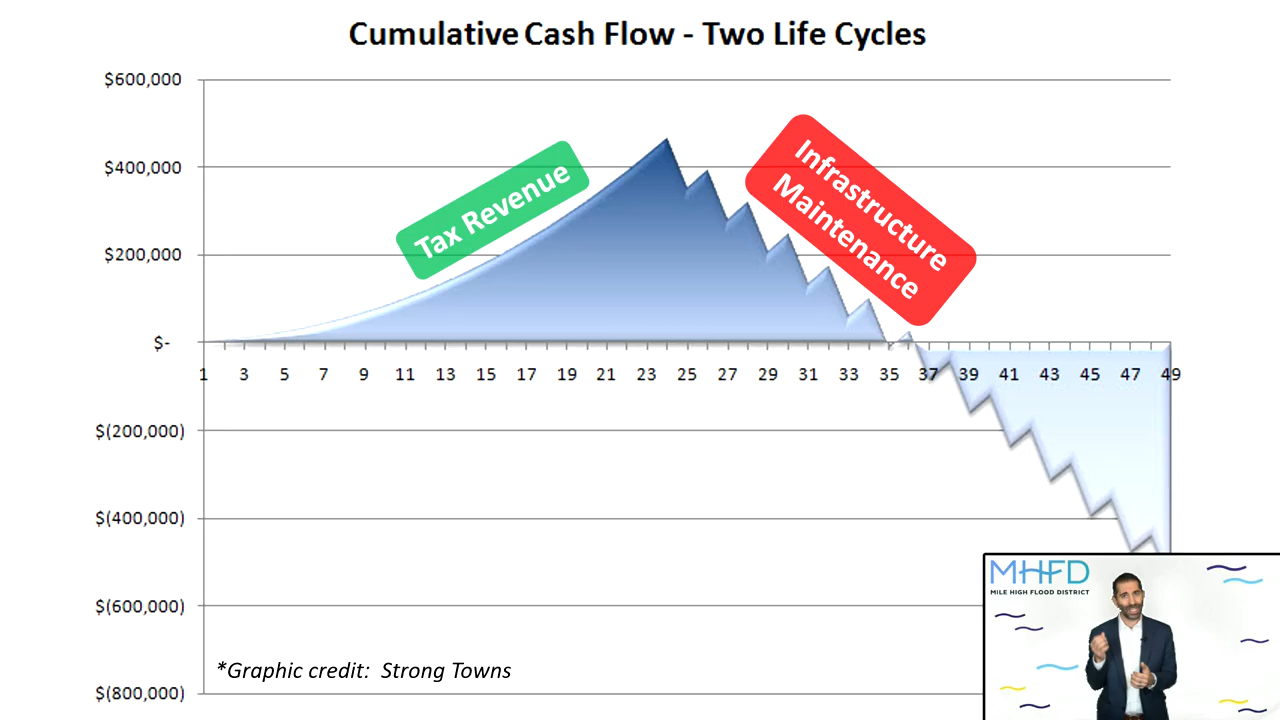 Cumulative Cash Flow - Two Life Cycles
$600,000
$400,000
$200,000
$-
$(200,000)
$(400,000)
$(600,000)
$(800,000)
Tax Revenue
Infrastructure
Maintenance
1 3 5 7 9 11 13 15 17 19 21 23 25 27 29 31 33 35 37 39 41 43 45 47 49
*Graphic credit: Strong Towns
MHFD
MILE HIGH FLOOD DISTRICT